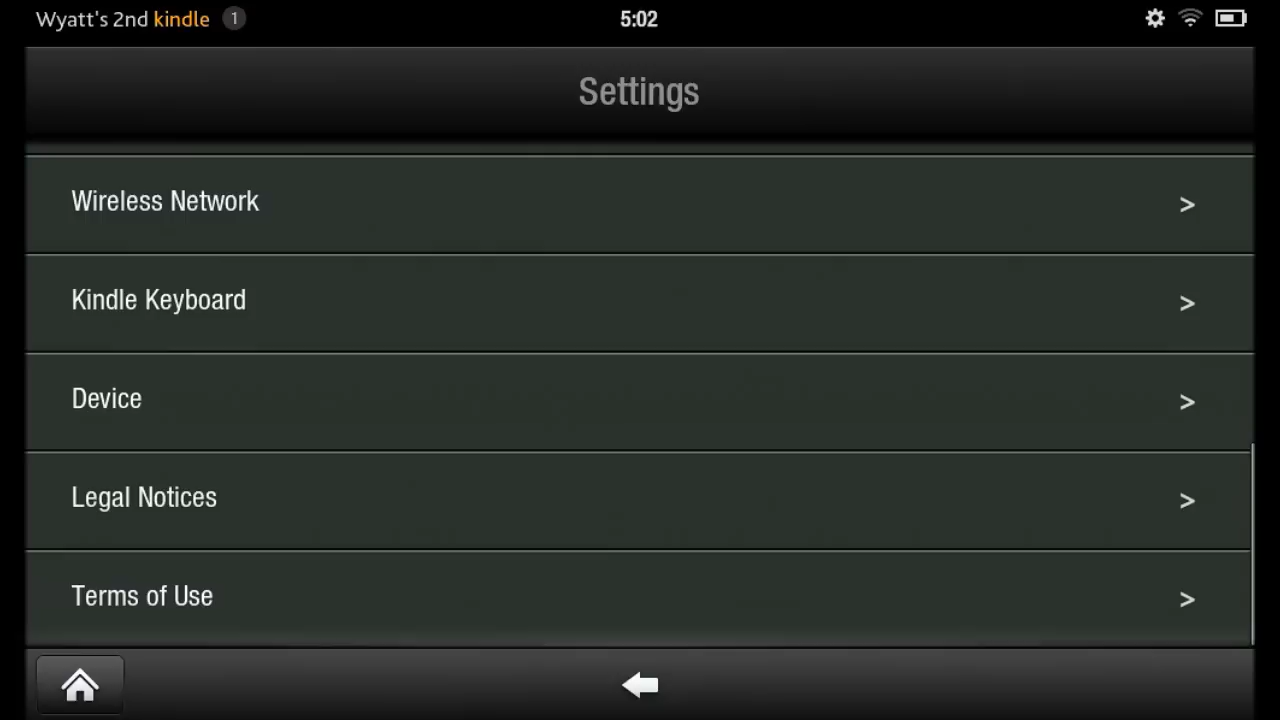 Wyatt's 2nd kindle 1 5:02
Settings
Wireless Network >
Kindle Keyboard >
Device >
Legal Notices >
Terms of Use >